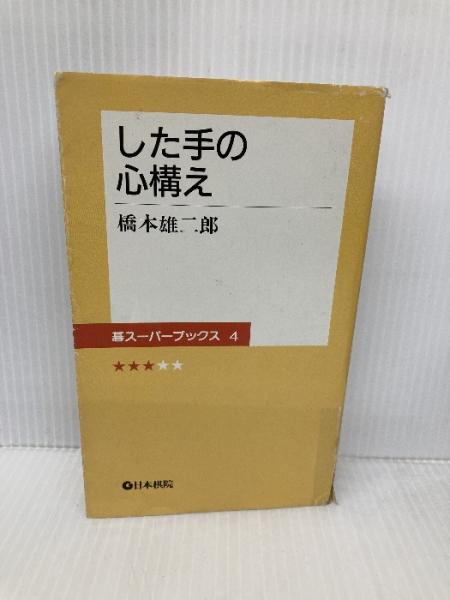 した手の
心構え
橋本雄二郎
碁スーパーブックス 4
★★★★★
日本棋院